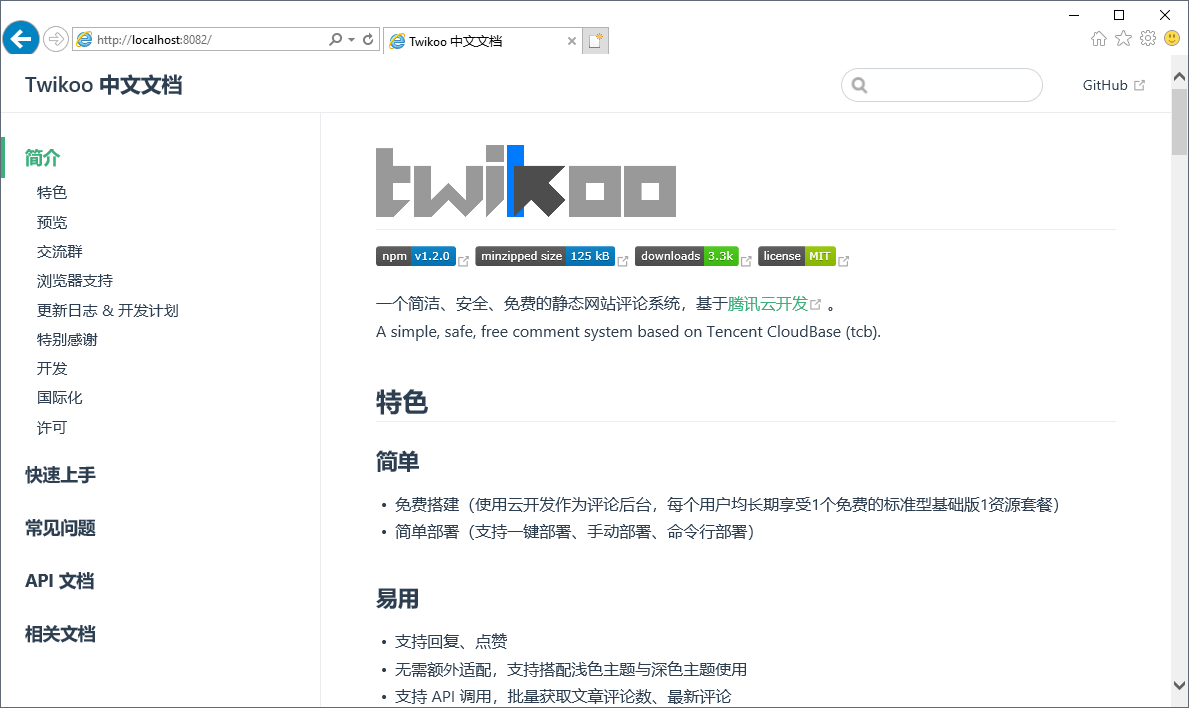 http://localhost:8082/
Twikoo 中文文档
Twikoo 中文文档
GitHub
简介
特色
预览
交流群
浏览器支持
更新日志 & 开发计划
特别感谢
开发
国际化
许可
快速上手
常见问题
API 文档
相关文档
twikoo
npm v1.2.0 minzipped size 125 kB downloads 3.3k license MIT
一个简洁、安全、免费的静态网站评论系统，基于腾讯云开发 。
A simple, safe, free comment system based on Tencent CloudBase (tcb).
特色
简单
• 免费搭建（使用云开发作为评论后台，每个用户均长期享受1个免费的标准型基础版1资源套餐）
• 简单部署（支持一键部署、手动部署、命令行部署）
易用
• 支持回复、点赞
• 无需额外适配，支持搭配浅色主题与深色主题使用
• 支持 API 调用，批量获取文章评论数、最新评论